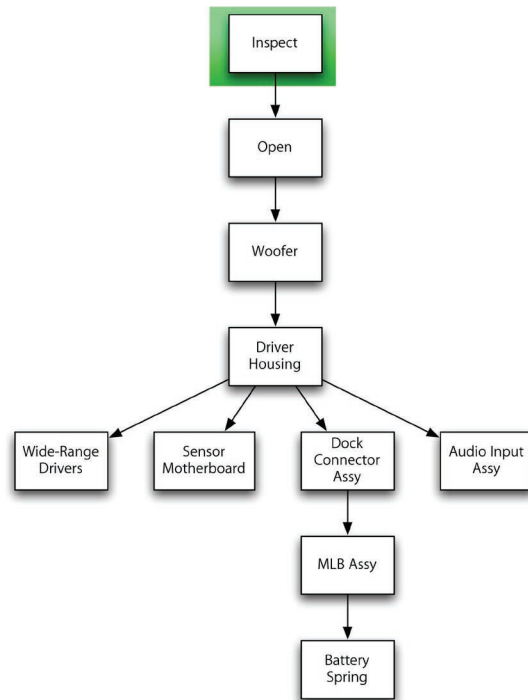 Inspect
Open
Woofer
Driver
Housing
Wide-Range
Drivers
Sensor
Motherboard
Dock
Connector
Assy
Audio Input
Assy
MLB Assy
Battery
Spring